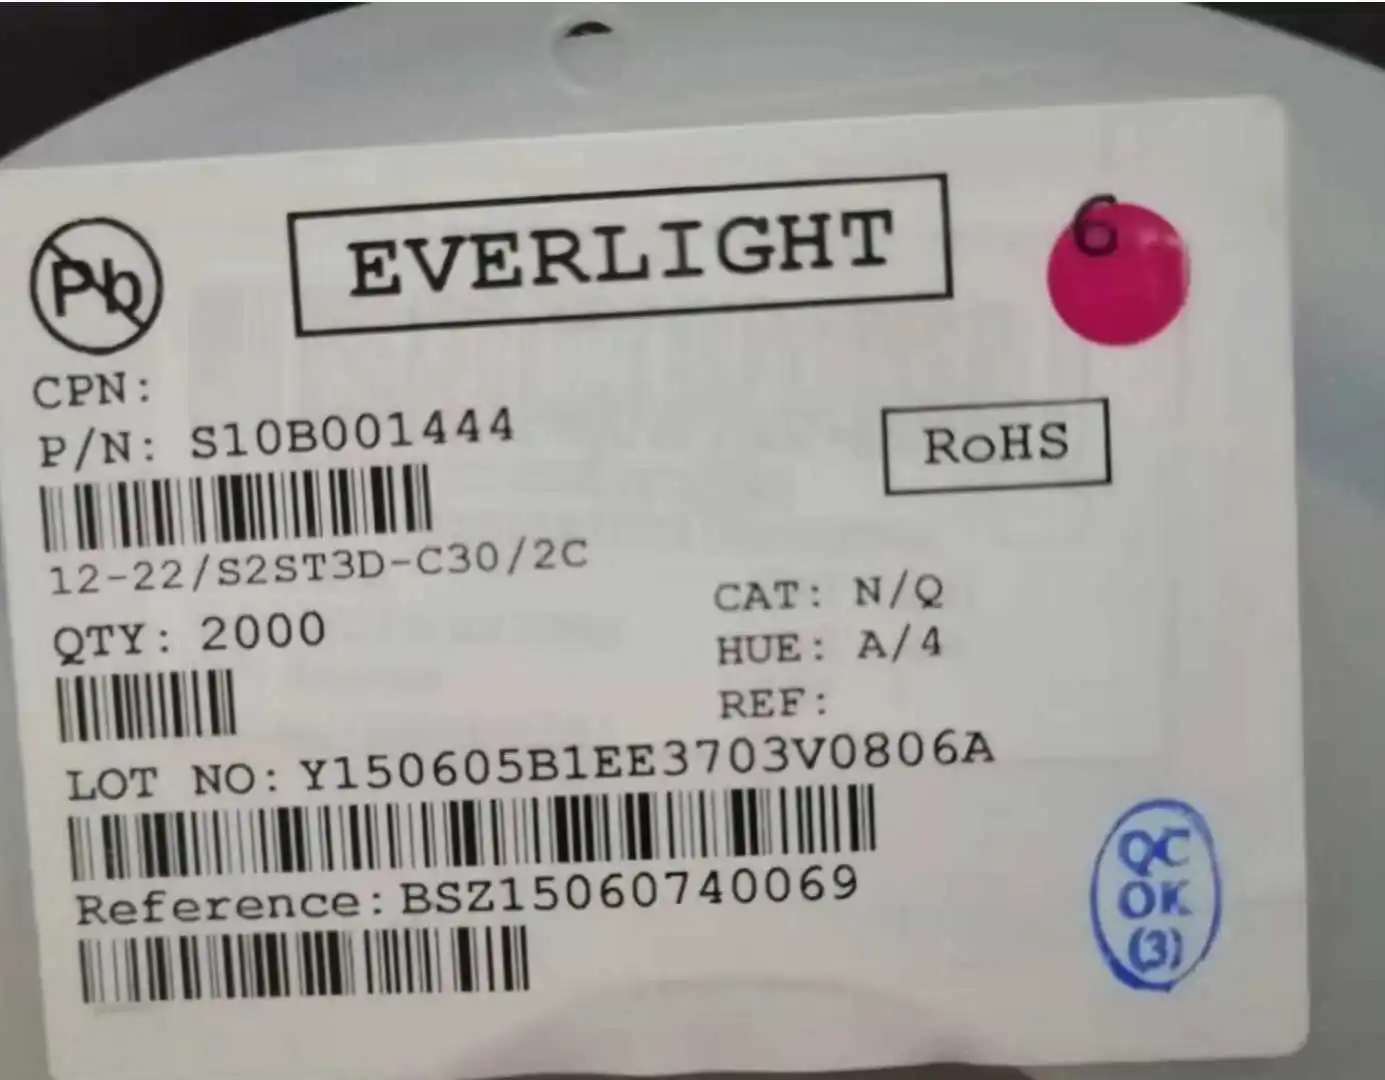 Pb
EVERLIGHT
6
CPN:
P/N: S10B001444
RoHS
12-22/S2ST3D-C30/2C
QTY: 2000
CAT: N/Q
HUE: A/4
REF:
LOT NO: Y150605B1EE3703V0806A
Reference: BSZ15060740069
QC
OK
(3)